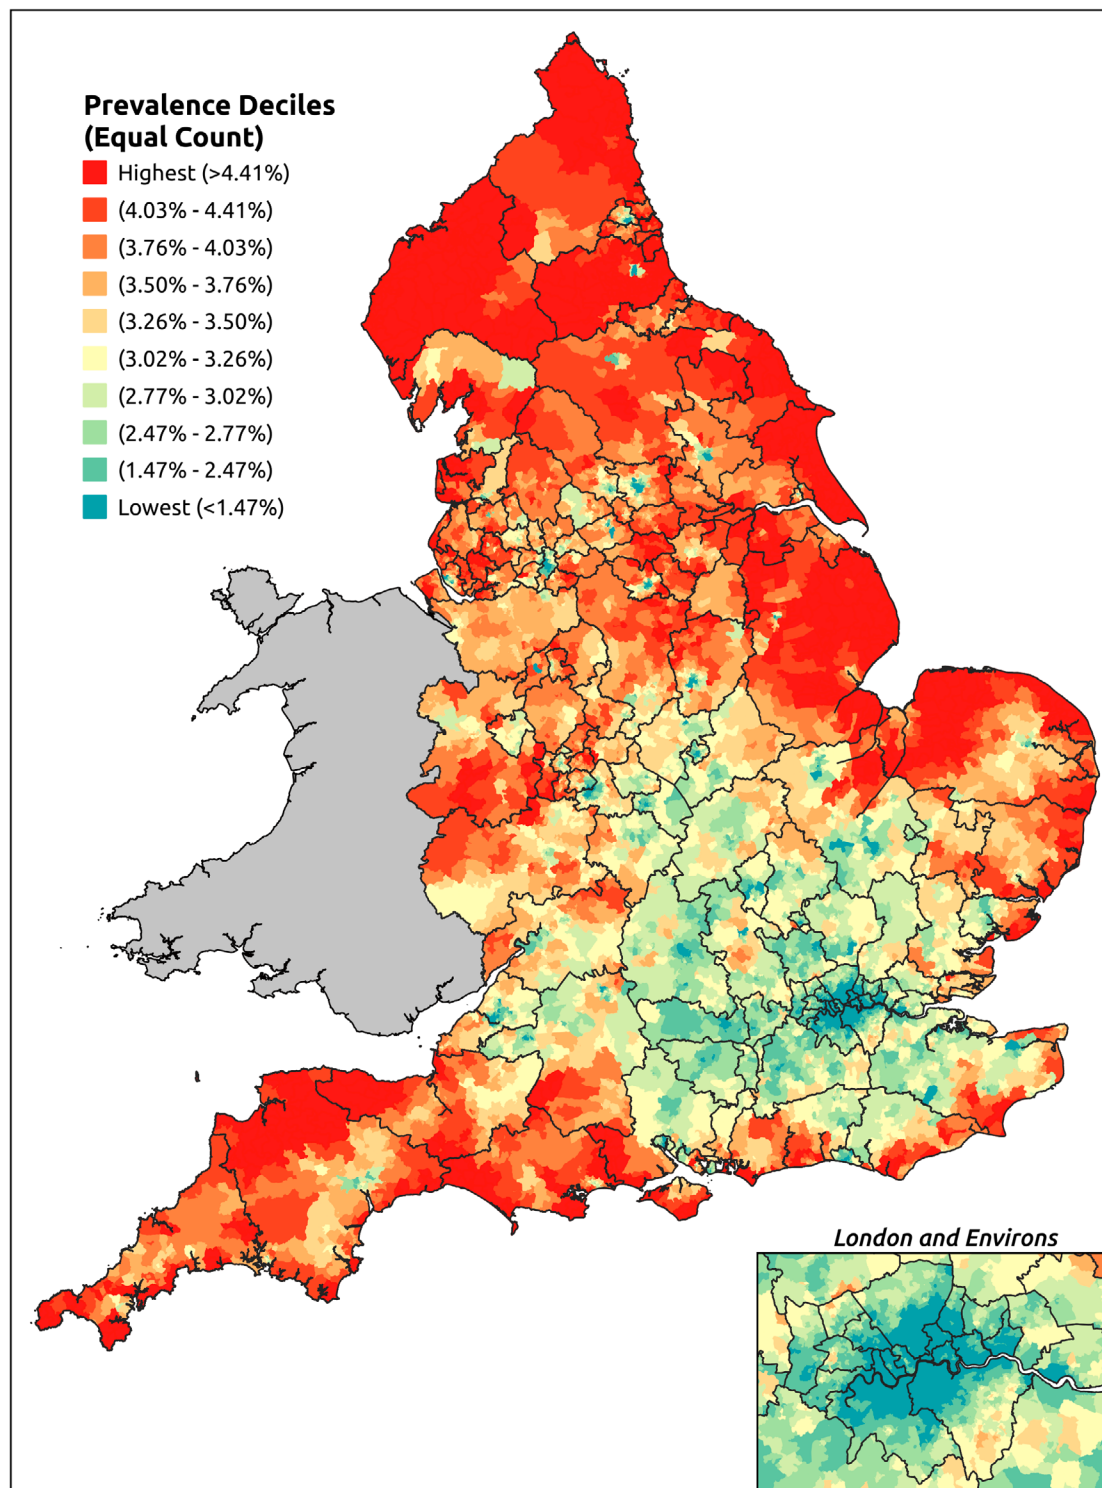 Prevalence Deciles
(Equal Count)
Highest (>4.41%)
(4.03% - 4.41%)
(3.76% - 4.03%)
(3.50% - 3.76%)
(3.26% - 3.50%)
(3.02% - 3.26%)
(2.77% - 3.02%)
(2.47% - 2.77%)
(1.47% - 2.47%)
Lowest (<1.47%)
London and Environs